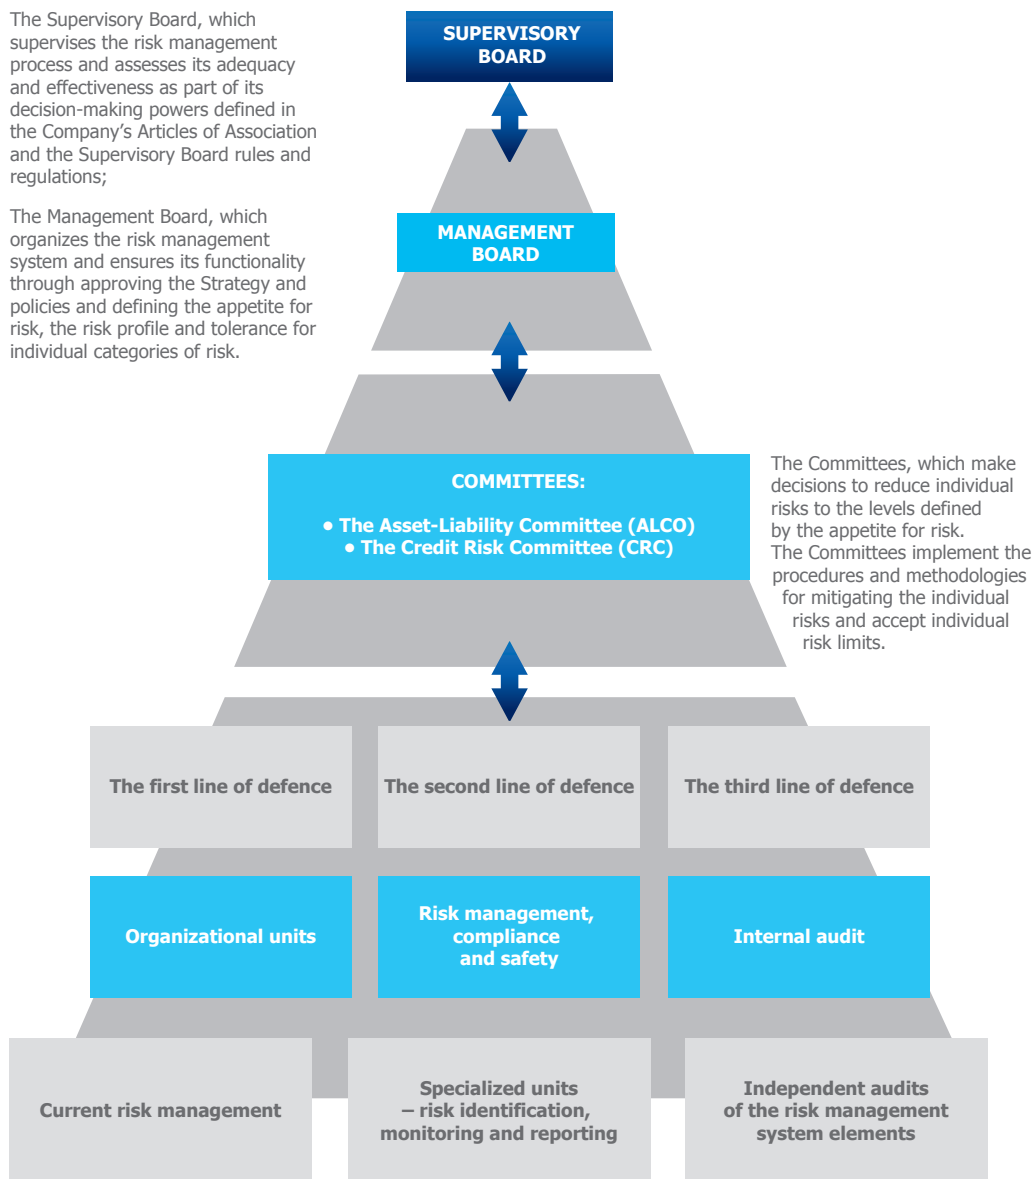 The Supervisory Board, which
supervises the risk management
process and assesses its adequacy
and effectiveness as part of its
decision-making powers defined in
the Company’s Articles of Association
and the Supervisory Board rules and
regulations;
The Management Board, which
organizes the risk management
system and ensures its functionality
through approving the Strategy and
policies and defining the appetite for
risk, the risk profile and tolerance for
individual categories of risk.
SUPERVISORY
BOARD
MANAGEMENT
BOARD
COMMITTEES:
• The Asset-Liability Committee (ALCO)
• The Credit Risk Committee (CRC)
The Committees, which make
decisions to reduce individual
risks to the levels defined
by the appetite for risk.
The Committees implement the
procedures and methodologies
for mitigating the individual
risks and accept individual
risk limits.
The first line of defence
The second line of defence
The third line of defence
Organizational units
Risk management,
compliance
and safety
Internal audit
Current risk management
Specialized units
– risk identification,
monitoring and reporting
Independent audits
of the risk management
system elements